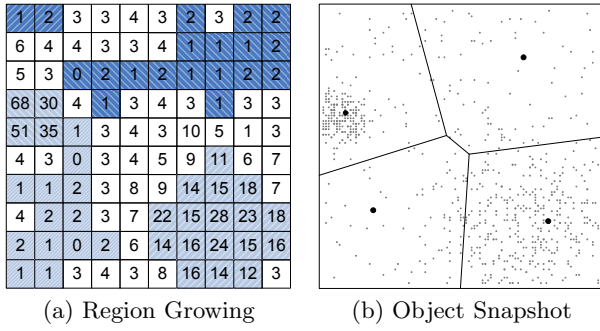 1 2 3 3 4 3 2 3 2 2
6 4 4 3 3 4 1 1 1 2
5 3 0 2 1 2 1 1 2 2
68 30 4 1 3 4 3 1 3 3
51 35 1 3 4 3 10 5 1 3
4 3 0 3 4 5 9 11 6 7
1 1 2 3 8 9 14 15 18 7
4 2 2 3 7 22 15 28 23 18
2 1 0 2 6 14 16 24 15 16
1 1 3 4 3 8 16 14 12 3
(a) Region Growing (b) Object Snapshot